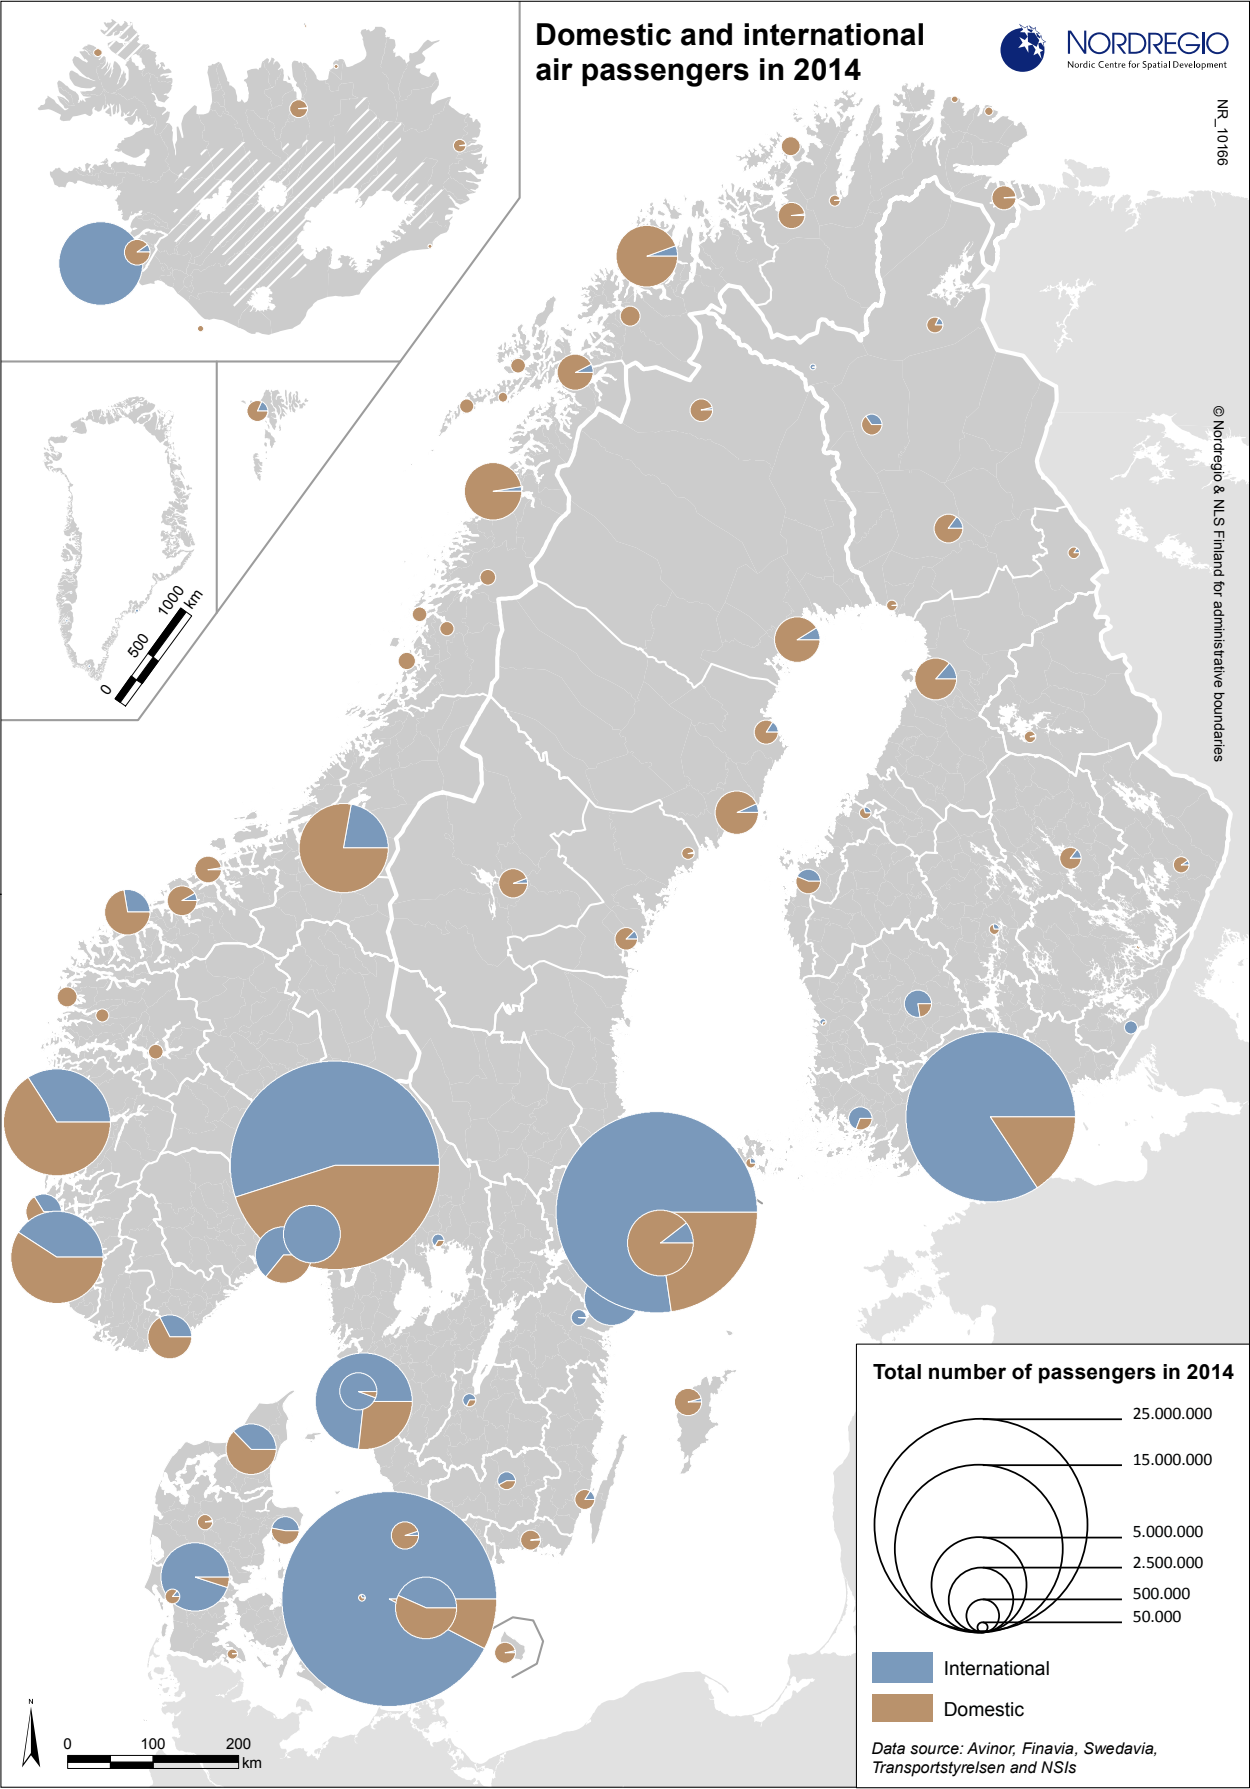 Domestic and international
air passengers in 2014
NORDREGIO
Nordic Centre for Spatial Development
NR_10166
© Nordregio & NLS Finland for administrative boundaries
0 500 1000
km
Total number of passengers in 2014
25.000.000
15.000.000
5.000.000
2.500.000
500.000
50.000
International
Domestic
Data source: Avinor, Finavia, Swedavia,
Transportstyrelsen and NSIs
N
0 100 200
km